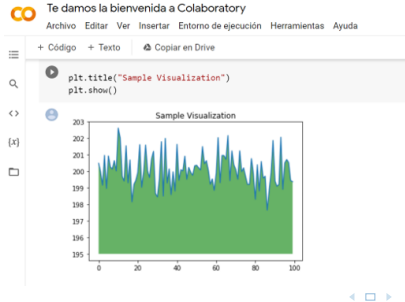 Te damos la bienvenida a Colaboratory
Archivo Editar Ver Insertar Entorno de ejecución Herramientas Ayuda
+ Código + Texto Copiar en Drive
plt.title("Sample Visualization")
plt.show()
Sample Visualization
203
202
201
200
199
198
197
196
195
0 20 40 60 80 100